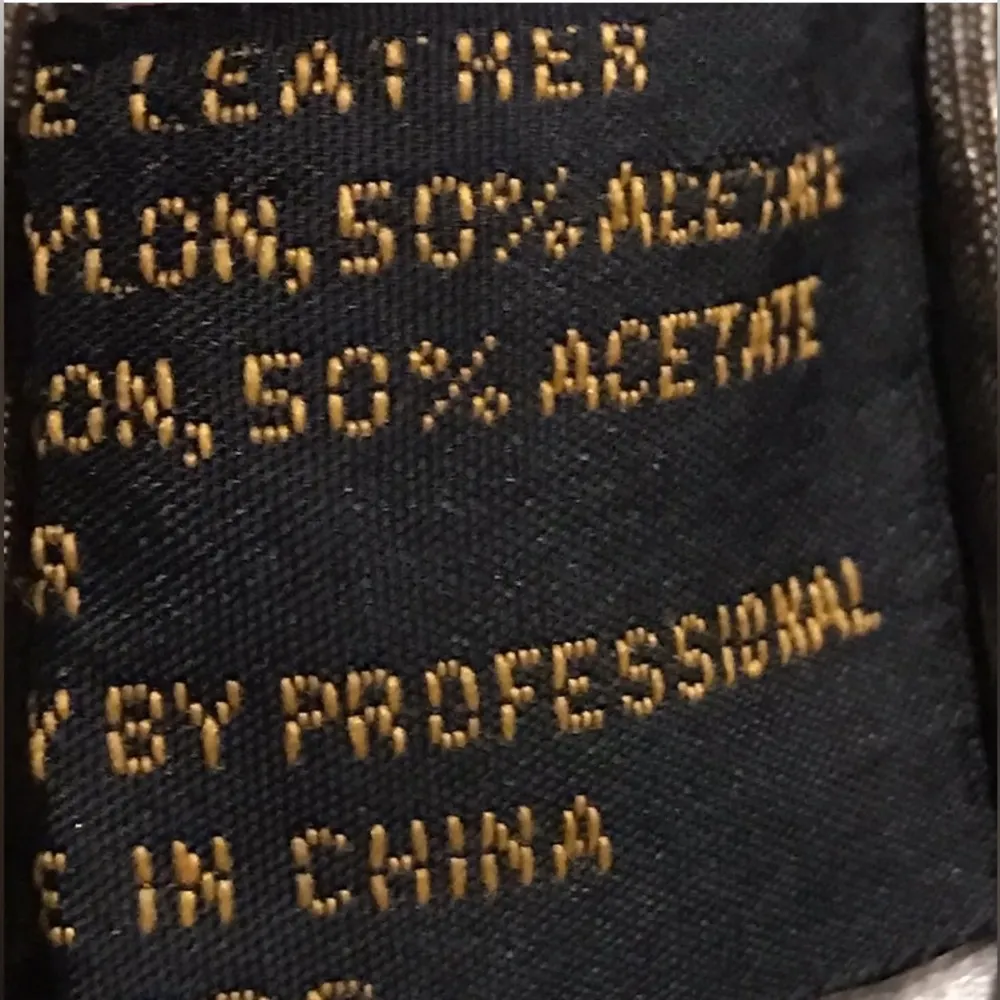 E LEATHER
YLON, 50% ACETATE
ON, 50% ACETATE
R
Y BY PROFESSIONAL
E IN CHINA